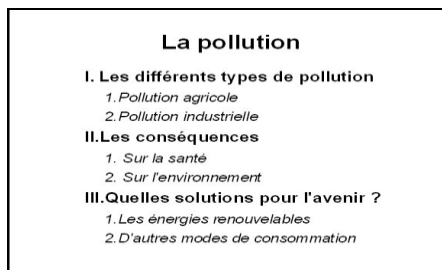 La pollution
I. Les différents types de pollution
1.Pollution agricole
2.Pollution industrielle
II.Les conséquences
1. Sur la santé
2. Sur l'environnement
III.Quelles solutions pour l'avenir ?
1.Les énergies renouvelables
2.D'autres modes de consommation